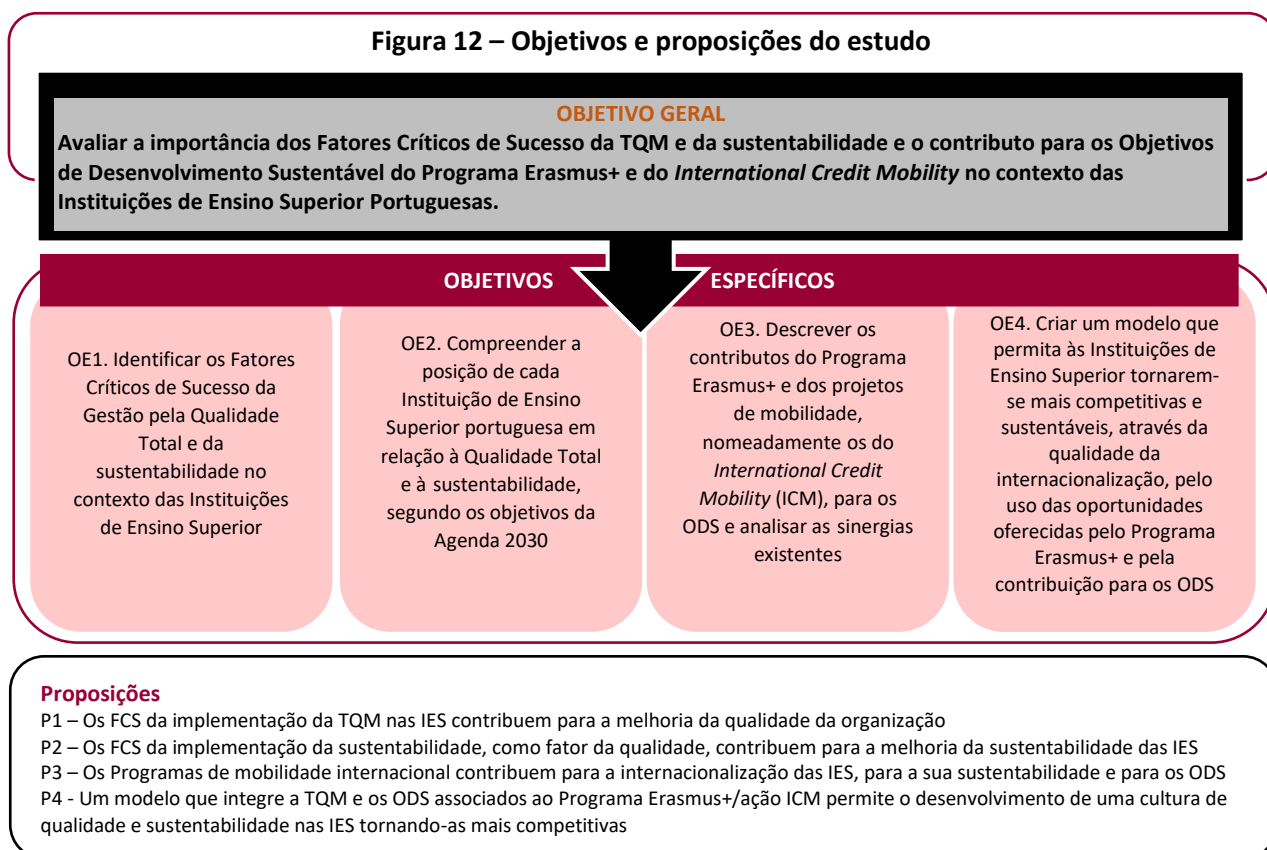 Figura 12 – Objetivos e proposições do estudo
OBJETIVO GERAL
Avaliar a importância dos Fatores Críticos de Sucesso da TQM e da sustentabilidade e o contributo para os Objetivos
de Desenvolvimento Sustentável do Programa Erasmus+ e do International Credit Mobility no contexto das
Instituições de Ensino Superior Portuguesas.
OBJETIVOS ESPECÍFICOS
OE1. Identificar os Fatores
Críticos de Sucesso da
Gestão pela Qualidade
Total e da
sustentabilidade no
contexto das Instituições
de Ensino Superior
OE2. Compreender a
posição de cada
Instituição de Ensino
Superior portuguesa em
relação à Qualidade Total
e à sustentabilidade,
segundo os objetivos da
Agenda 2030
OE3. Descrever os
contributos do Programa
Erasmus+ e dos projetos
de mobilidade,
nomeadamente os do
International Credit
Mobility (ICM), para os
ODS e analisar as sinergias
existentes
OE4. Criar um modelo que
permita às Instituições de
Ensino Superior tornarem-
se mais competitivas e
sustentáveis, através da
qualidade da
internacionalização, pelo
uso das oportunidades
oferecidas pelo Programa
Erasmus+ e pela
contribuição para os ODS
Proposições
P1 – Os FCS da implementação da TQM nas IES contribuem para a melhoria da qualidade da organização
P2 – Os FCS da implementação da sustentabilidade, como fator da qualidade, contribuem para a melhoria da sustentabilidade das IES
P3 – Os Programas de mobilidade internacional contribuem para a internacionalização das IES, para a sua sustentabilidade e para os ODS
P4 - Um modelo que integre a TQM e os ODS associados ao Programa Erasmus+/ação ICM permite o desenvolvimento de uma cultura de
qualidade e sustentabilidade nas IES tornando-as mais competitivas